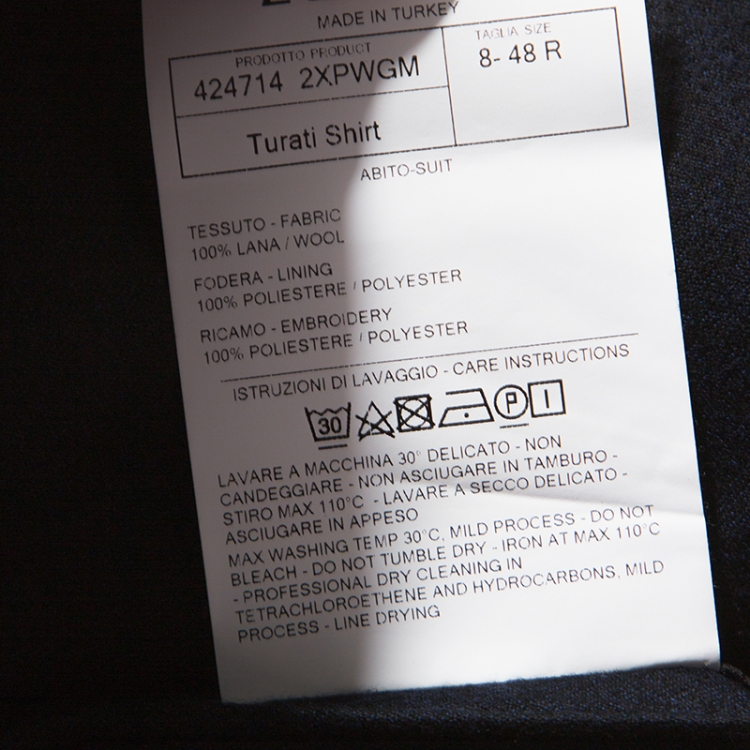 MADE IN TURKEY
PRODOTTO PRODUCT
424714 2XPWGM
TAGLIA SIZE
8- 48 R
Turati Shirt
ABITO-SUIT
TESSUTO - FABRIC
100% LANA / WOOL
FODERA - LINING
100% POLIESTERE / POLYESTER
RICAMO - EMBROIDERY
100% POLIESTERE / POLYESTER
ISTRUZIONI DI LAVAGGIO - CARE INSTRUCTIONS
30 P
LAVARE A MACCHINA 30° DELICATO - NON
CANDEGGIARE - NON ASCIUGARE IN TAMBURO -
STIRO MAX 110°C - LAVARE A SECCO DELICATO -
ASCIUGARE IN APPESO
MAX WASHING TEMP 30°C, MILD PROCESS - DO NOT
BLEACH - DO NOT TUMBLE DRY - IRON AT MAX 110°C
- PROFESSIONAL DRY CLEANING IN
TETRACHLOROETHENE AND HYDROCARBONS, MILD
PROCESS - LINE DRYING